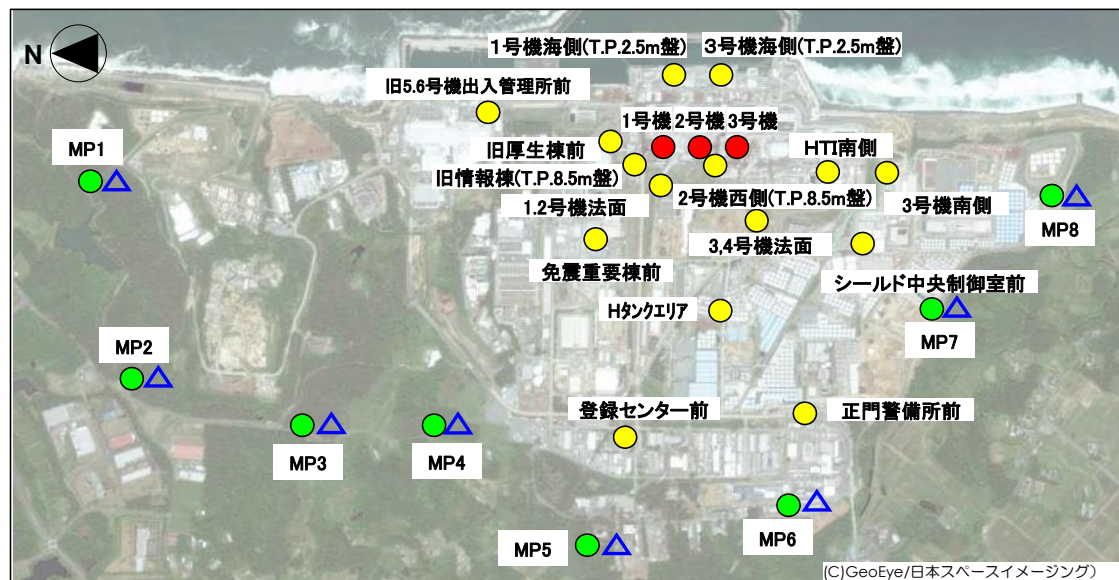 1号機海側(T.P.2.5m盤)
3号機海側(T.P.2.5m盤)
N
旧5.6号機出入管理所前
1号機
2号機
3号機
MP1
旧厚生棟前
HTI南側
旧情報棟(T.P.8.5m盤)
2号機西側(T.P.8.5m盤)
1.2号機法面
3号機南側
MP8
3,4号機法面
免震重要棟前
シールド中央制御室前
Hタンクエリア
MP7
MP2
登録センター前
正門警備所前
MP3
MP4
MP6
MP5
(C)GeoEye/日本スペースイメージング）